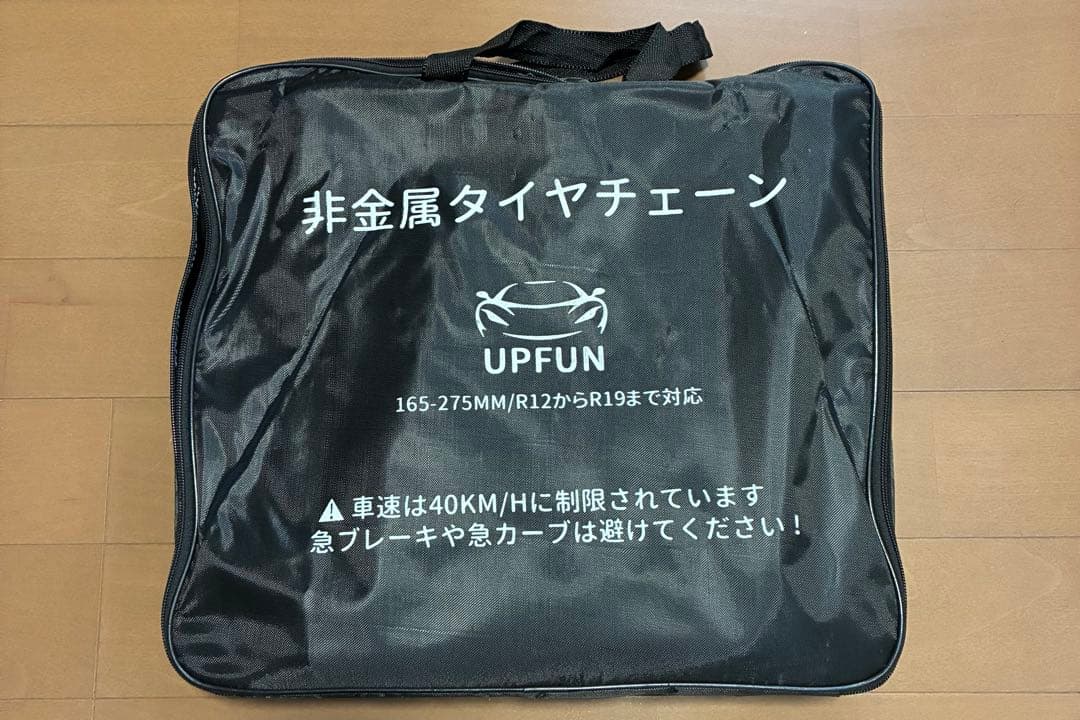 非金属タイヤチェーン
UPFUN
165-275MM/R12からR19まで対応
⚠車速は40KM/Hに制限されています
急ブレーキや急カーブは避けてください!